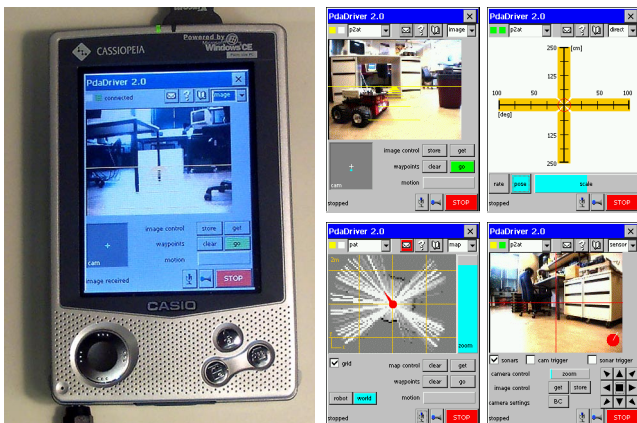 CASSIOPEIA
Powered by
Microsoft
Windows CE
PdaDriver 2.0
connected
image
image control store get
waypoints clear go
cam
motion
image received
STOP
CASIO
PdaDriver 2.0
p2at
image
image control store get
waypoints clear go
cam
motion
stopped
STOP
PdaDriver 2.0
p2at
direct
250 [cm]
100 50 50 100
[deg]
250
rate pose scale
stopped
STOP
PdaDriver 2.0
pat
map
2m
zoom
grid
map control clear get
waypoints clear go
robot world
motion
stopped
STOP
PdaDriver 2.0
p2at
sensor
sonars cam trigger sonar trigger
camera control zoom
image control get store
camera settings BC
stopped
STOP